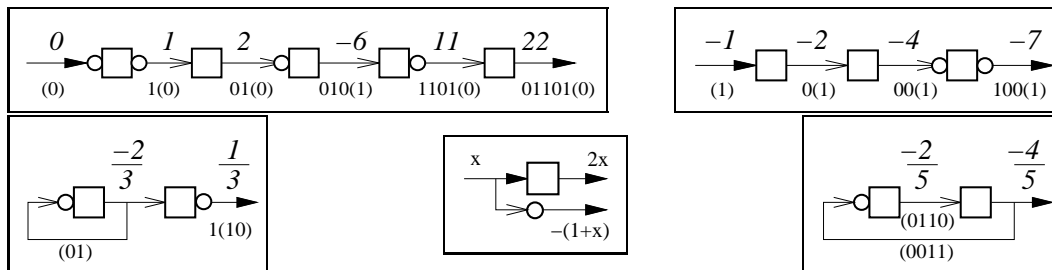 0 1 2 −6 11 22
(0) 1(0) 01(0) 010(1) 1101(0) 01101(0)
−1 −2 −4 −7
(1) 0(1) 00(1) 100(1)
−2/3 1/3
(01) 1(10)
x 2x
−(1+x)
−2/5 −4/5
(0110)
(0011)